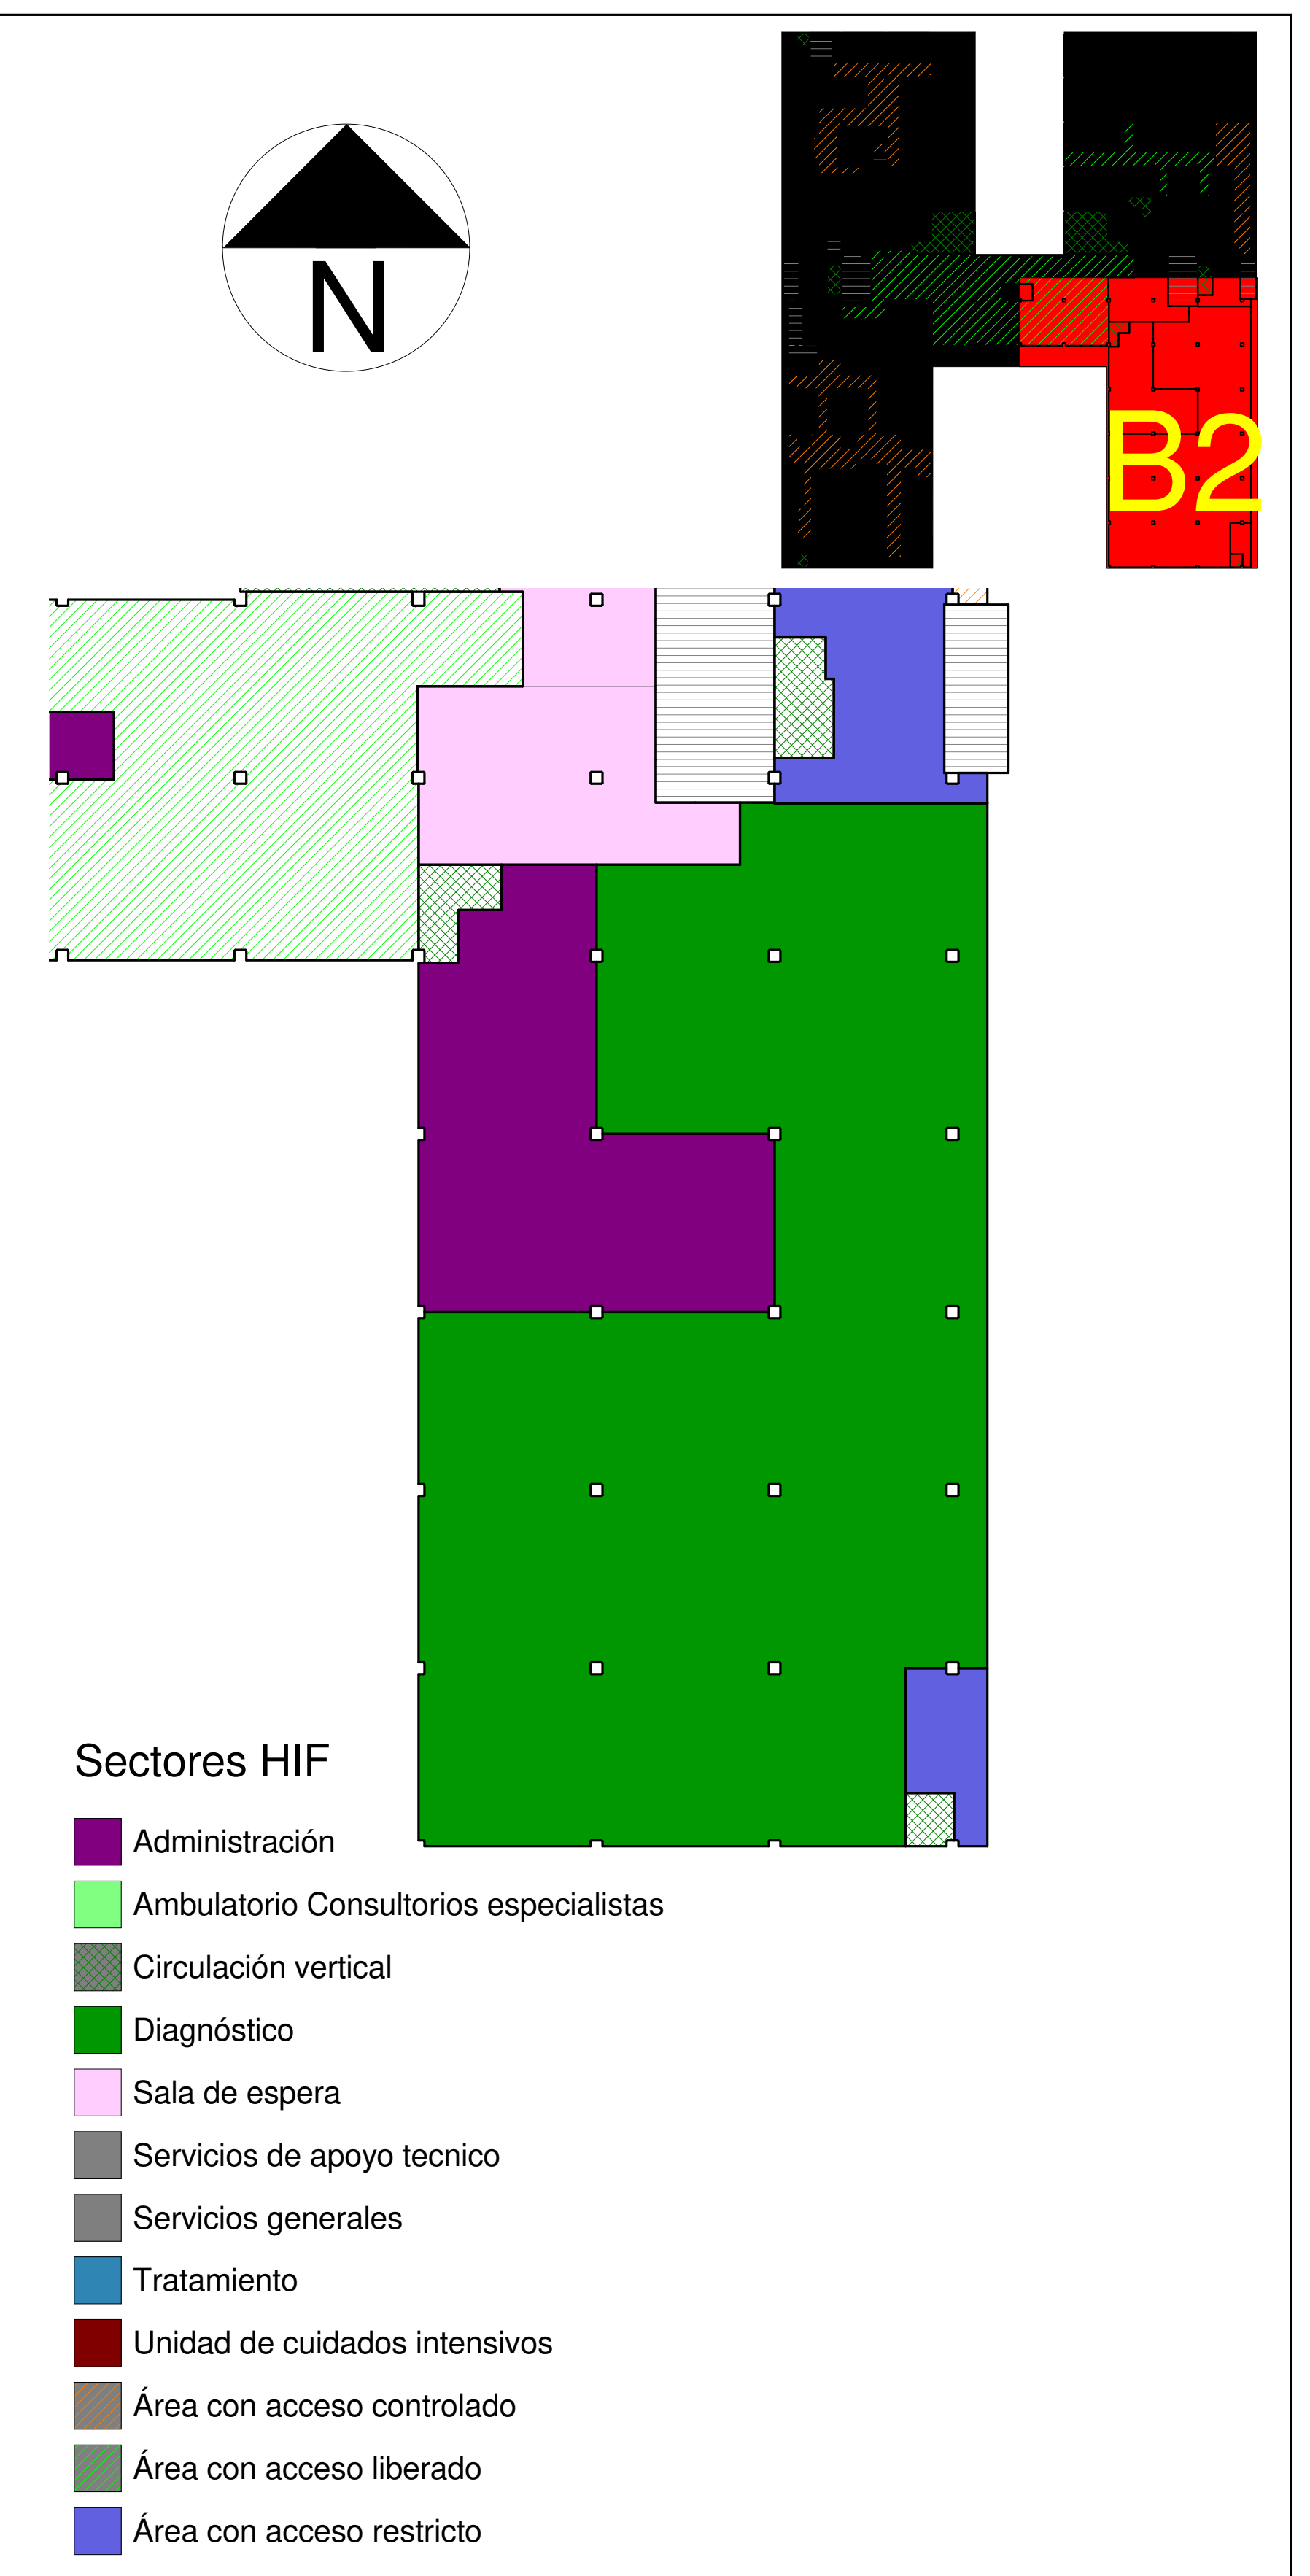 N
B2
Sectores HIF
Administración
Ambulatorio Consultorios especialistas
Circulación vertical
Diagnóstico
Sala de espera
Servicios de apoyo tecnico
Servicios generales
Tratamiento
Unidad de cuidados intensivos
Área con acceso controlado
Área con acceso liberado
Área con acceso restricto